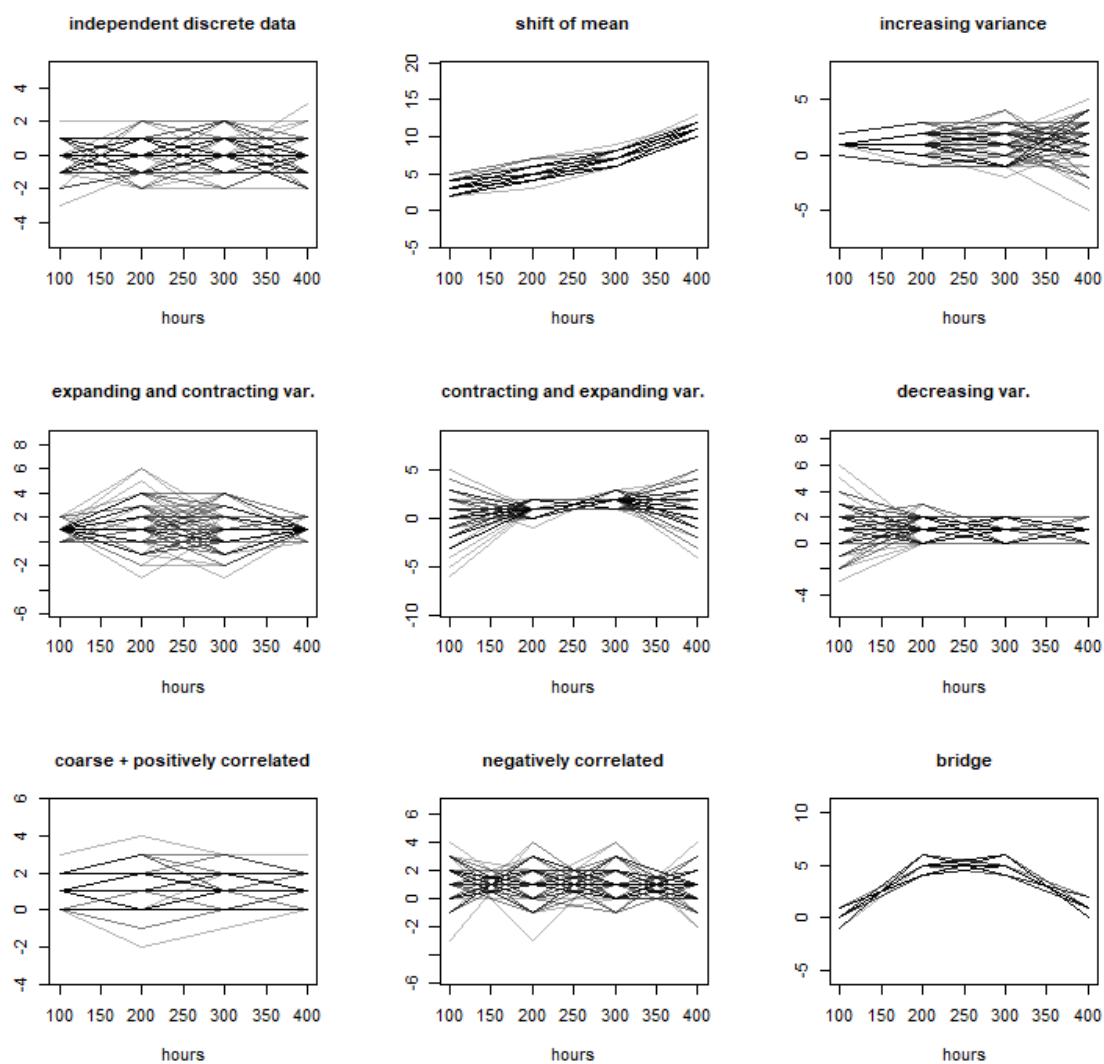 independent discrete data
4
2
0
-2
-4
100 150 200 250 300 350 400
hours
shift of mean
20
15
10
5
0
-5
100 150 200 250 300 350 400
hours
increasing variance
5
0
-5
100 150 200 250 300 350 400
hours
expanding and contracting var.
8
6
4
2
0
-2
-6
100 150 200 250 300 350 400
hours
contracting and expanding var.
5
0
-5
-10
100 150 200 250 300 350 400
hours
decreasing var.
8
6
4
2
0
-4
100 150 200 250 300 350 400
hours
coarse + positively correlated
6
4
2
0
-2
-4
100 150 200 250 300 350 400
hours
negatively correlated
6
4
2
0
-2
-6
100 150 200 250 300 350 400
hours
bridge
10
5
0
-5
100 150 200 250 300 350 400
hours